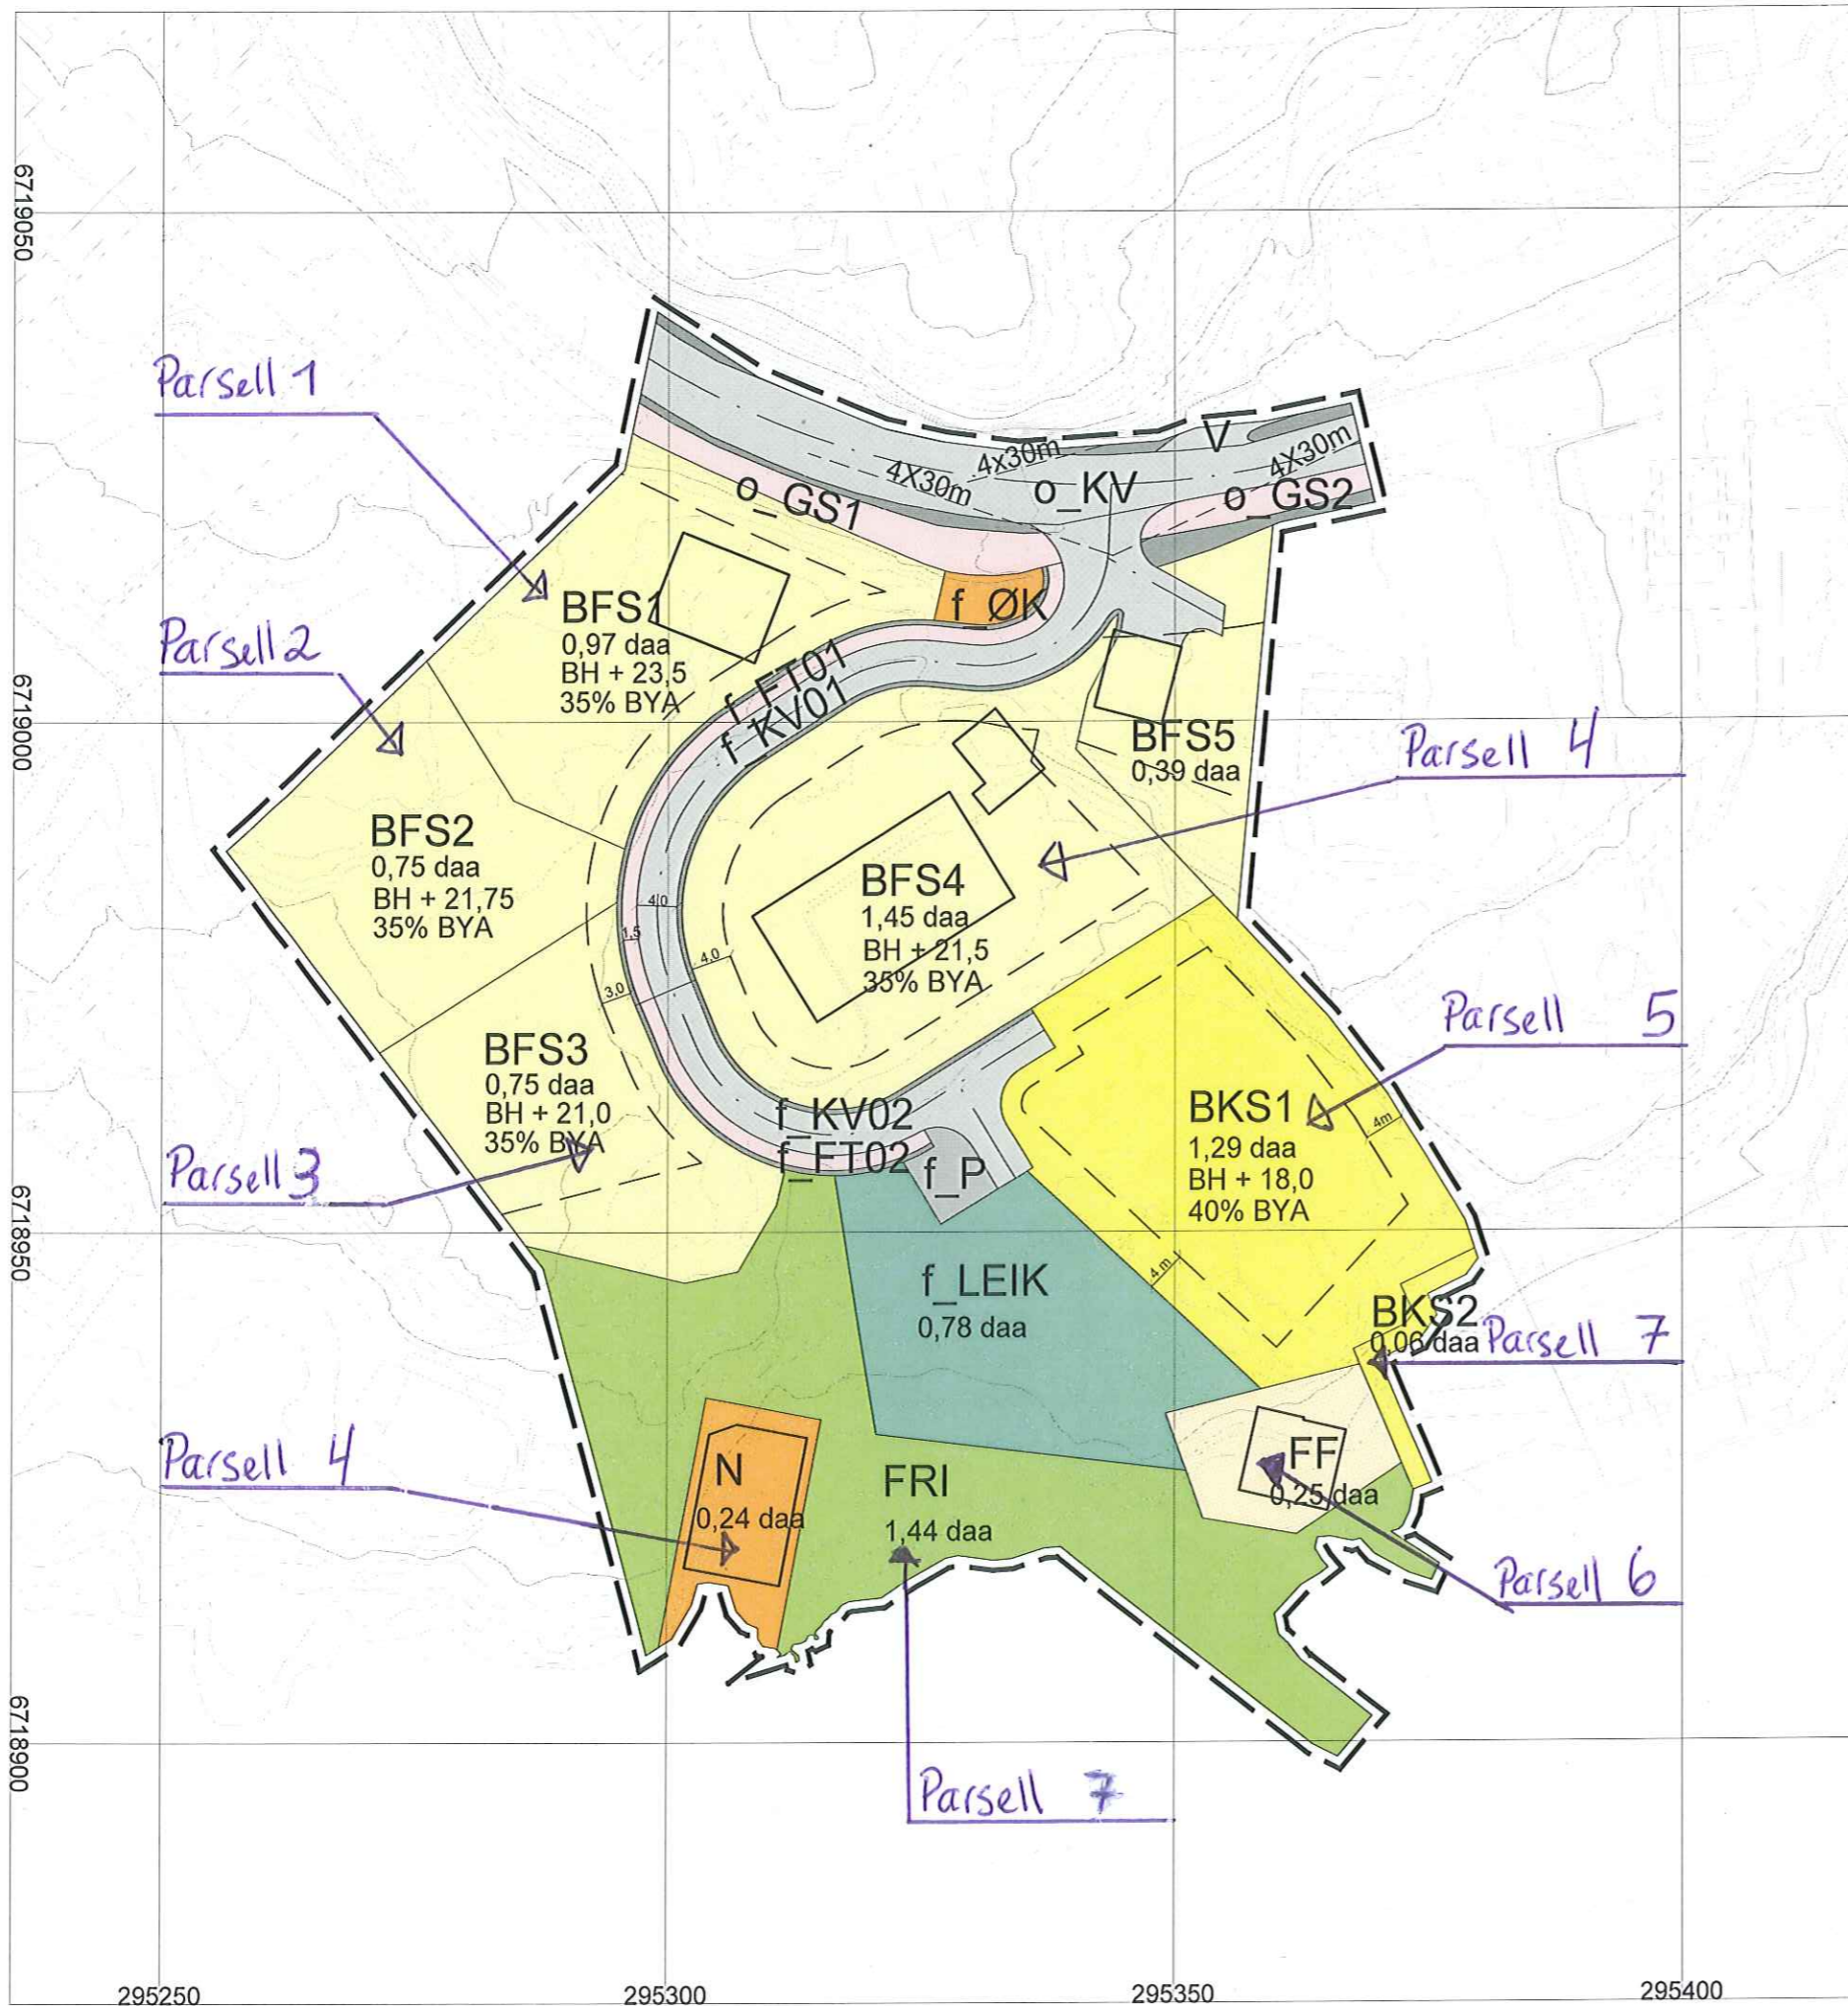 6719050
Parsell 1
V
4x30m
4X30m
4X30m
o_KV
o_GS1
o_GS2
BFS1
0,97 daa
BH + 23,5
35% BYA
f_ØK
Parsell 2
f_FT01
f_KV01
6719000
BFS5
0,39 daa
Parsell 4
BFS2
0,75 daa
BH + 21,75
35% BYA
BFS4
1,45 daa
BH + 21,5
35% BYA
4,0
1,5
4,0
3,0
Parsell 5
BFS3
0,75 daa
BH + 21,0
35% BYA
f_KV02
f_FT02
f_P
BKS1
1,29 daa
BH + 18,0
40% BYA
4m
Parsell 3
6718950
4 m
f_LEIK
0,78 daa
BKS2
0,06 daa
Parsell 7
Parsell 4
N
0,24 daa
FRI
1,44 daa
FF
0,25 daa
Parsell 6
6718900
Parsell 7
295250
295300
295350
295400